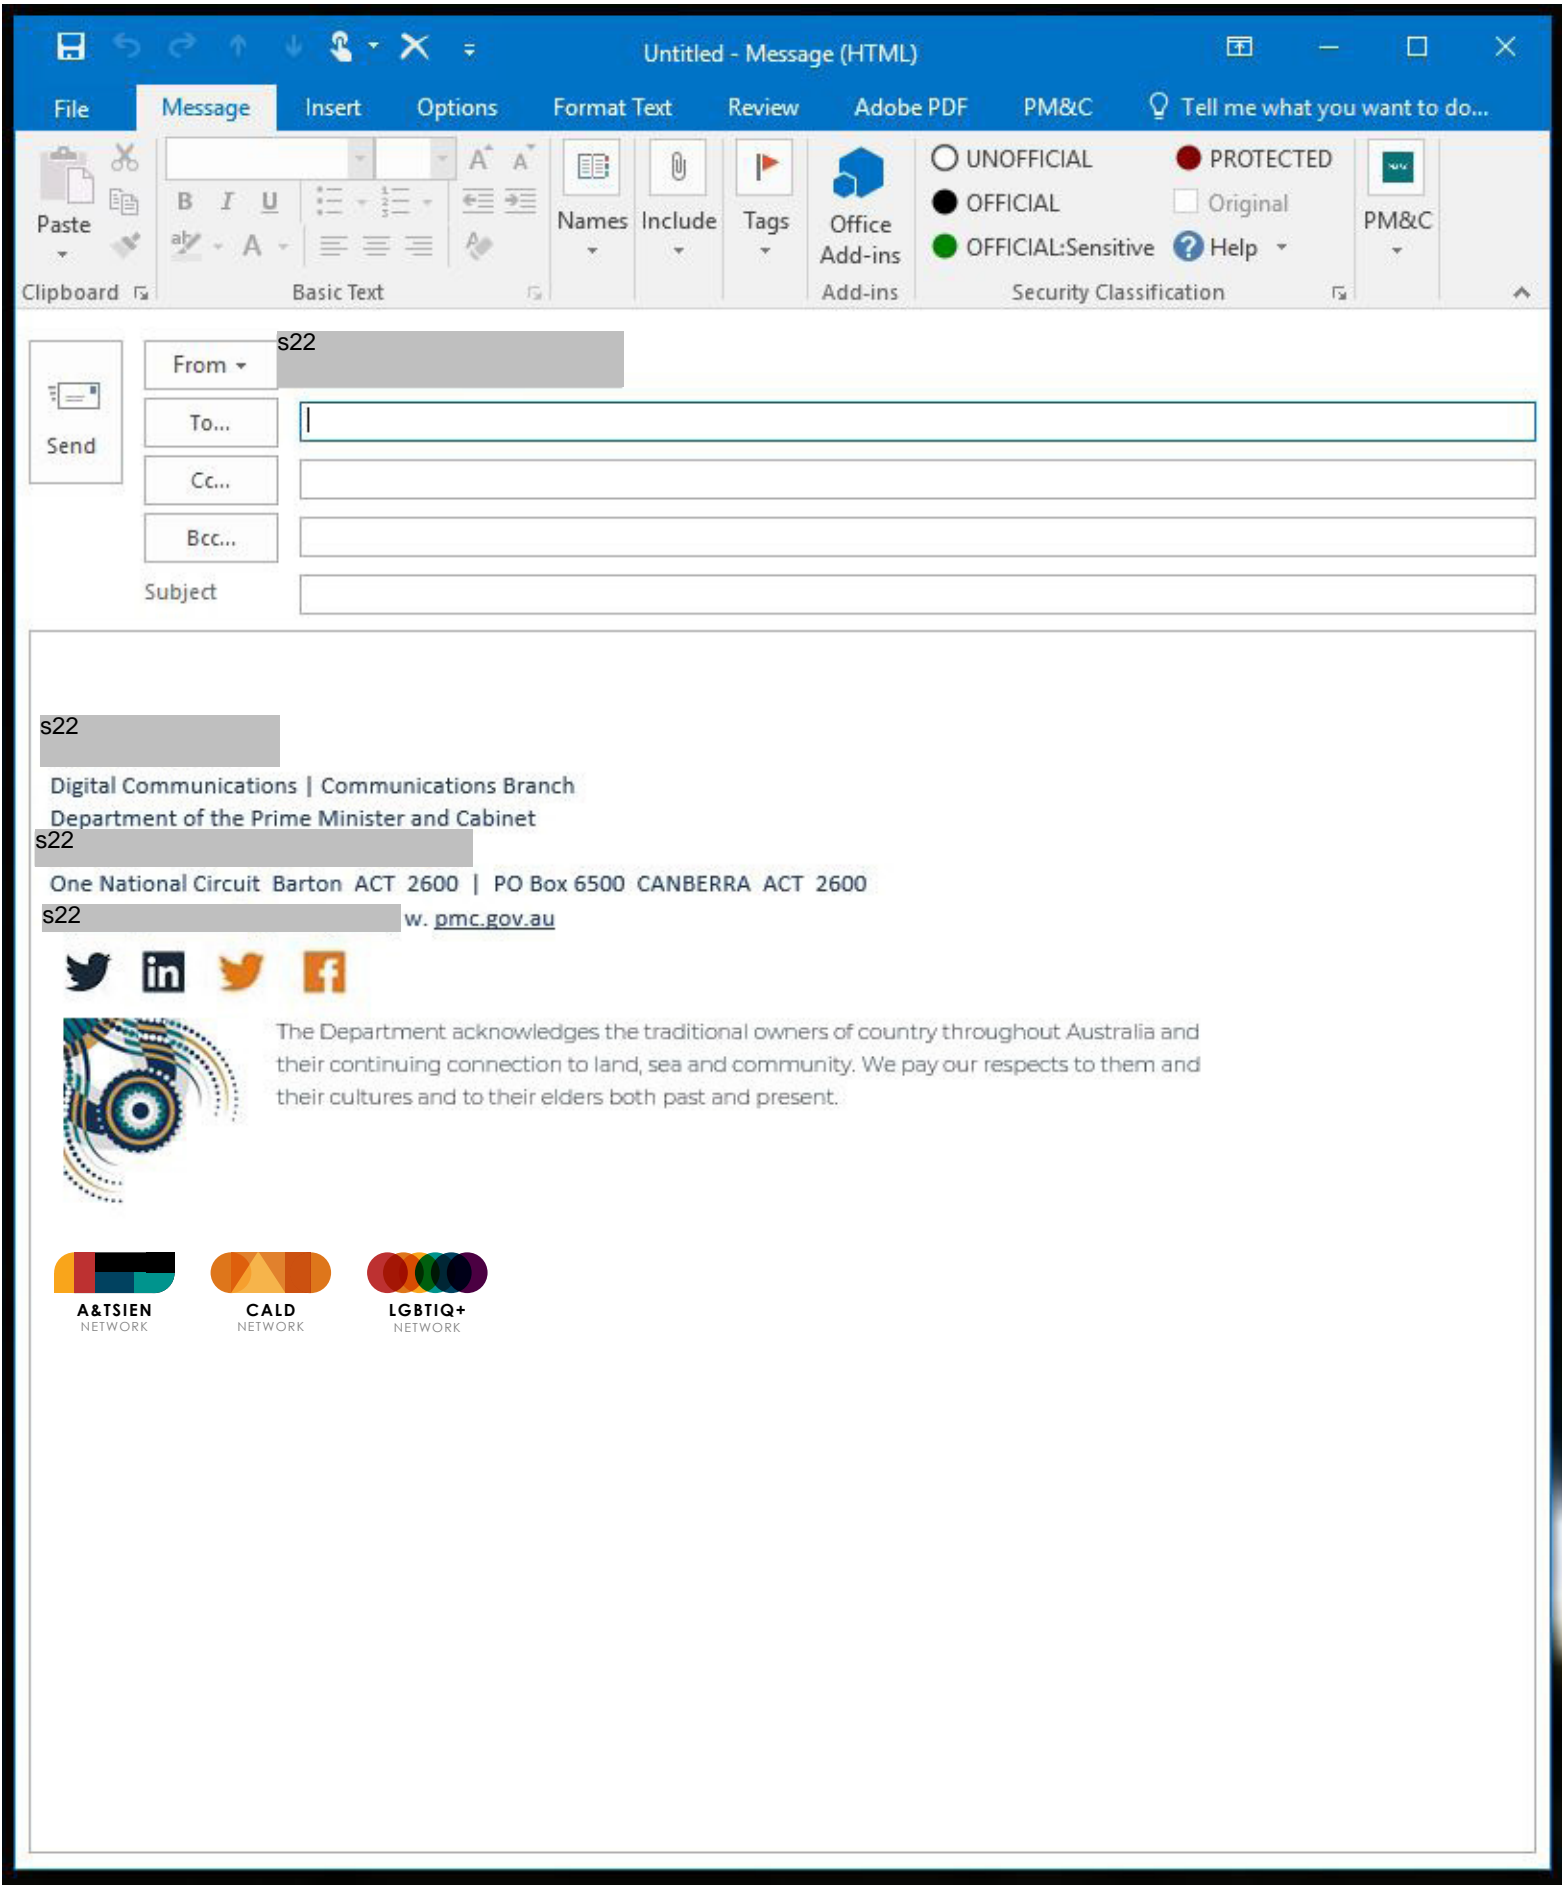 Untitled - Message (HTML)
File Message Insert Options Format Text Review Adobe PDF PM&C Tell me what you want to do...
UNOFFICIAL PROTECTED
OFFICIAL Original
OFFICIAL:Sensitive Help
Paste Names Include Tags Office Add-ins PM&C
Clipboard Basic Text Add-ins Security Classification
s22
From
To...
Send
Cc...
Bcc...
Subject
s22
Digital Communications | Communications Branch
Department of the Prime Minister and Cabinet
s22
One National Circuit Barton ACT 2600 | PO Box 6500 CANBERRA ACT 2600
s22 w. pmc.gov.au
The Department acknowledges the traditional owners of country throughout Australia and
their continuing connection to land, sea and community. We pay our respects to them and
their cultures and to their elders both past and present.
A&TSIEN CALD LGBTIQ+
NETWORK NETWORK NETWORK